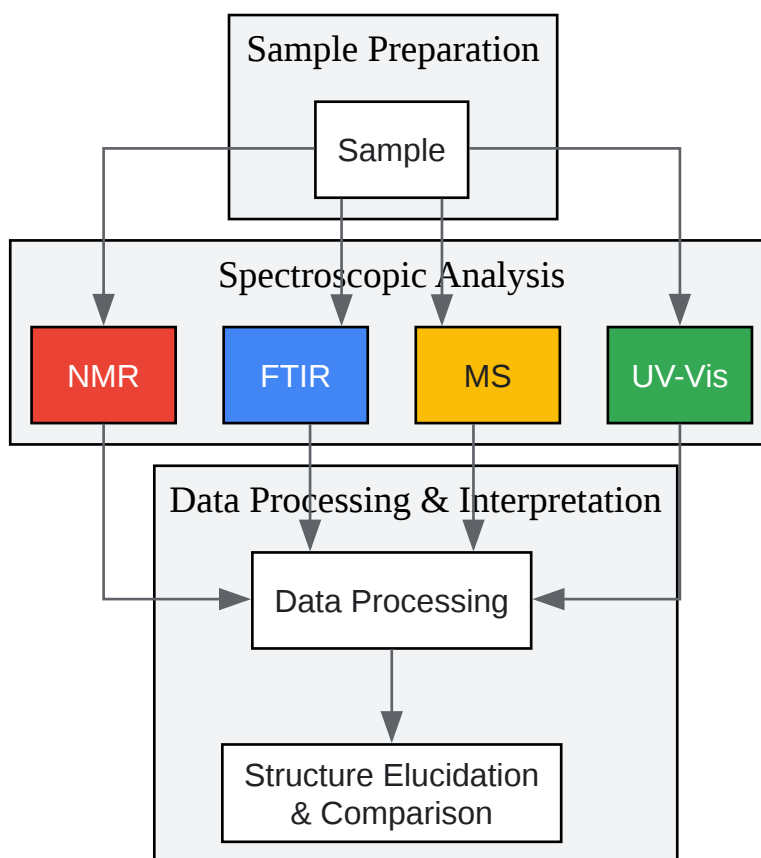 Sample Preparation
Sample
Spectroscopic Analysis
NMR
FTIR
MS
UV-Vis
Data Processing & Interpretation
Data Processing
Structure Elucidation
& Comparison